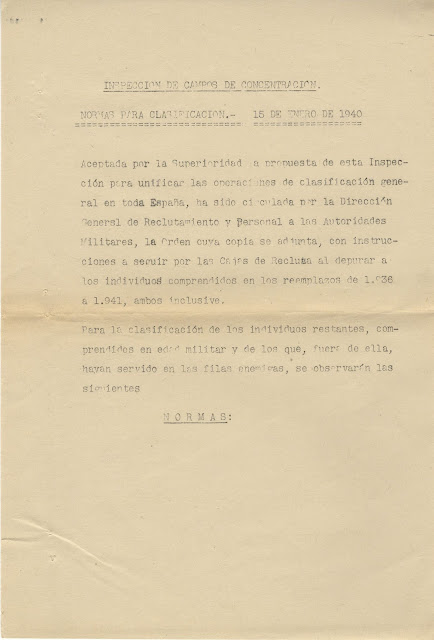 INSPECCION DE CAMPOS DE CONCENTRACIÓN.
NORMAS PARA CLASIFICACION.- 15 DE ENERO DE 1940
Aceptada por la Superioridad la propuesta de esta Inspec-
ción para unificar las operaciones de clasificación gene-
ral en toda España, ha sido circulada por la Dirección
General de Reclutamiento y Personal a las Autoridades
Militares, la Orden cuya copia se adjunta, con instruc-
ciones a seguir por las Cajas de Recluta al depurar a
los individuos comprendidos en los reemplazos de 1.936
a 1.941, ambos inclusive.
Para la clasificación de los individuos restantes, com-
prendidos en edad militar y de los que, fuera de ella,
hayan servido en las filas enemigas, se observarán las
siguientes
N O R M A S: